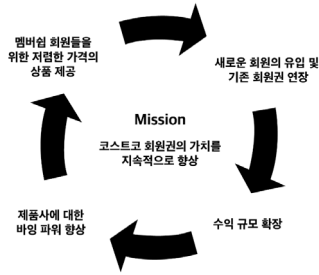 멤버쉽 회원들을
위한 저렴한 가격의
상품 제공
새로운 회원의 유입 및
기존 회원권 연장
Mission
코스트코 회원권의 가치를
지속적으로 향상
제품사에 대한
바잉 파워 향상
수익 규모 확장